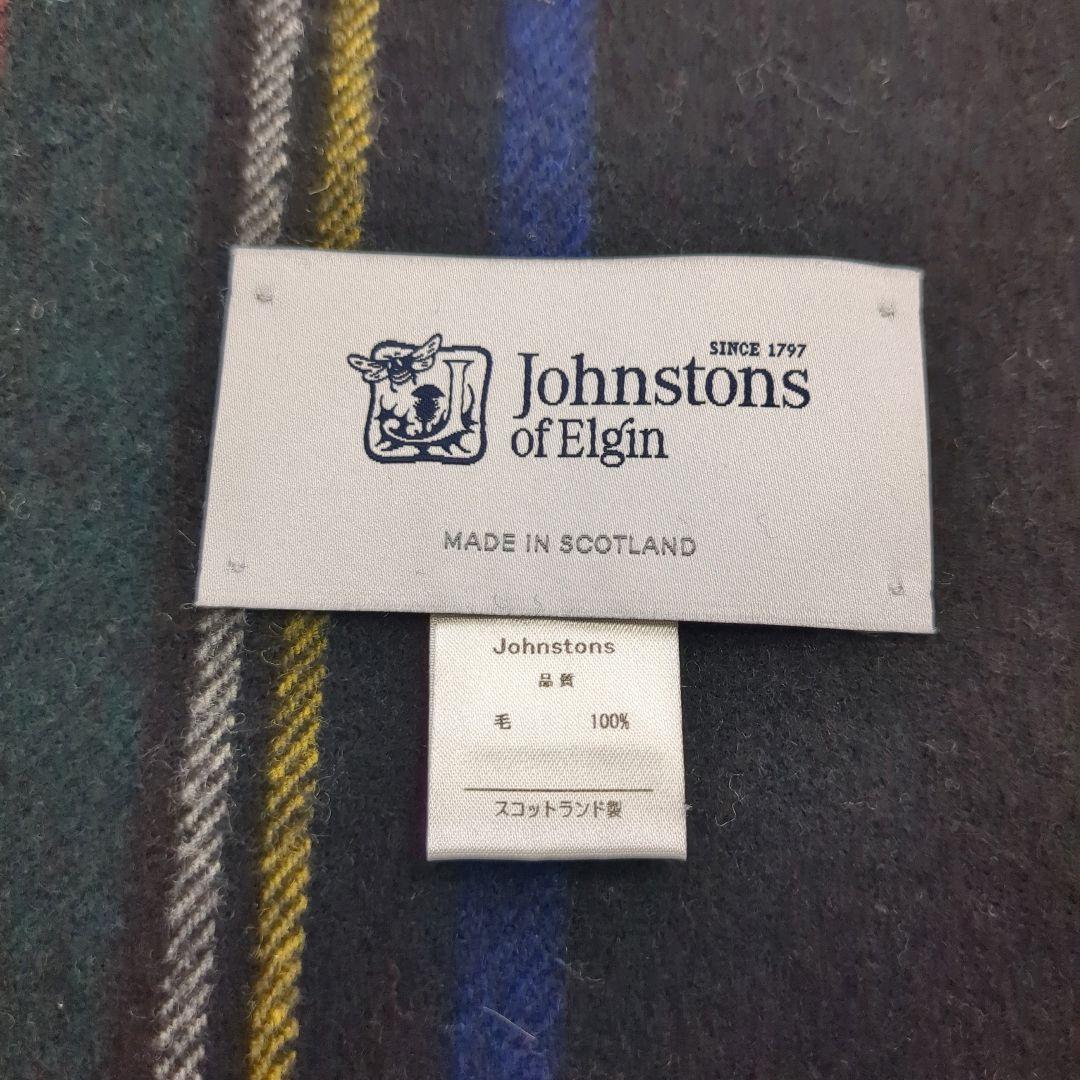 SINCE 1797
Johnstons
of Elgin
MADE IN SCOTLAND
Johnstons
品質
毛 100%
スコットランド製